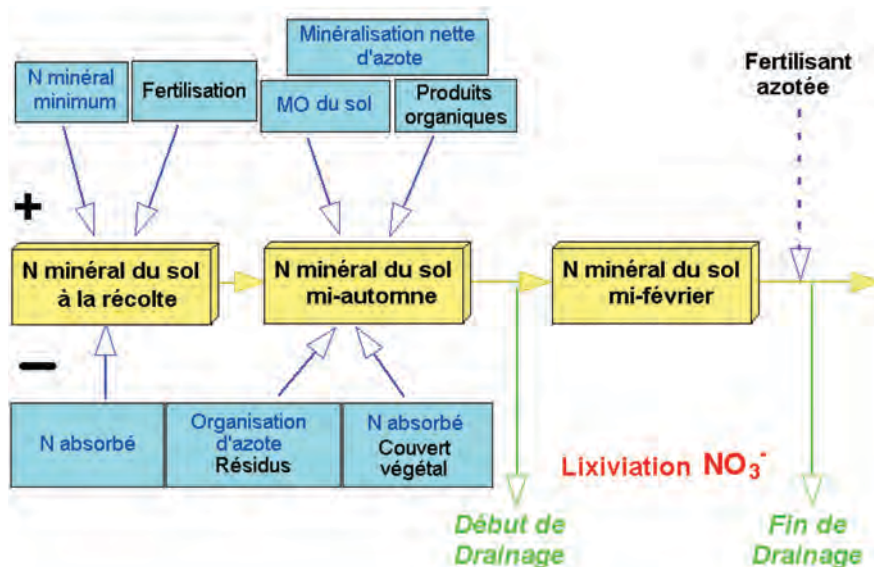 Minéralisation nette
d'azote
N minéral
minimum
Fertilisation
MO du sol
Produits
organiques
Fertilisant
azotée
+
N minéral du sol
à la récolte
N minéral du sol
mi-automne
N minéral du sol
mi-février
−
N absorbé
Organisation
d'azote
Résidus
N absorbé
Couvert
végétal
Lixiviation NO₃⁻
Début de
Drainage
Fin de
Drainage